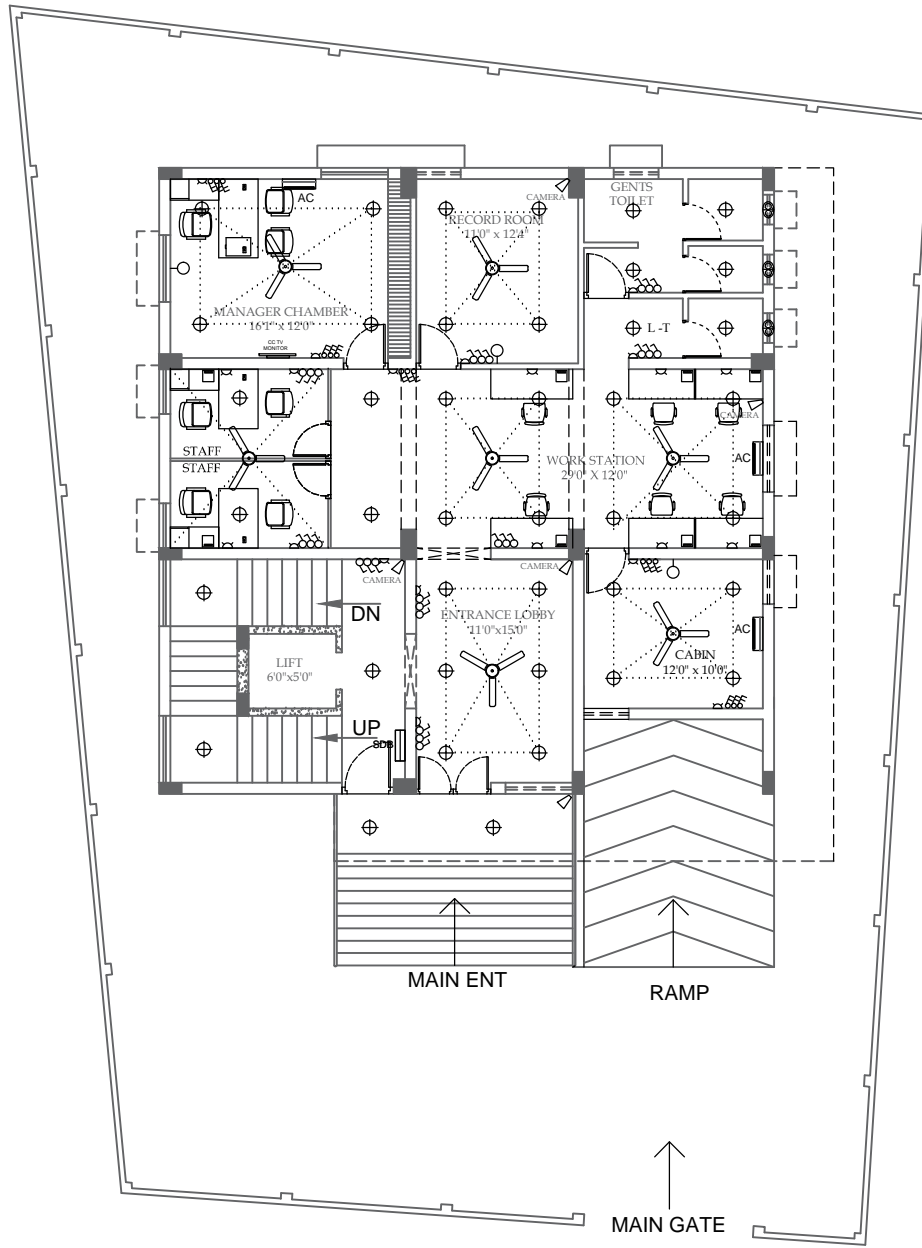 CAMERA
GENTS
TOILET
AC
RECORD ROOM
11'0" x 12'4"
MANAGER CHAMBER
16'1" x 12'0"
L -T
CC TV
MONITOR
CAMERA
STAFF
STAFF
WORK STATION
29'0" X 12'0"
AC
CAMERA
CAMERA
DN
ENTRANCE LOBBY
11'0"x15'0"
AC
LIFT
6'0"x5'0"
CABIN
12'0" x 10'0"
UP
SDB
MAIN ENT
RAMP
MAIN GATE